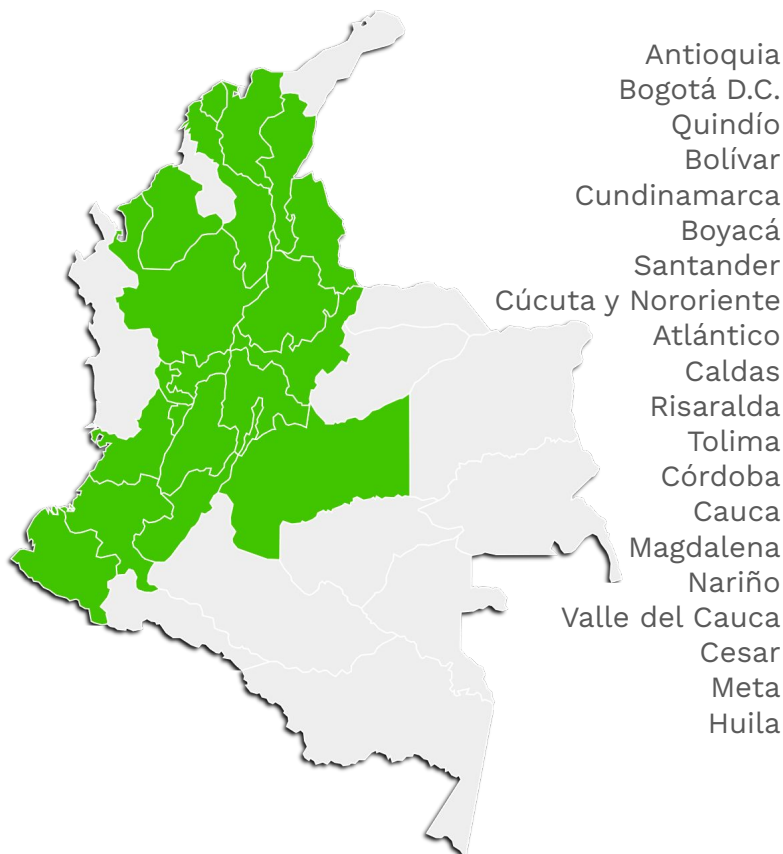 Antioquia
Bogotá D.C.
Quindío
Bolívar
Cundinamarca
Boyacá
Santander
Cúcuta y Nororiente
Atlántico
Caldas
Risaralda
Tolima
Córdoba
Cauca
Magdalena
Nariño
Valle del Cauca
Cesar
Meta
Huila